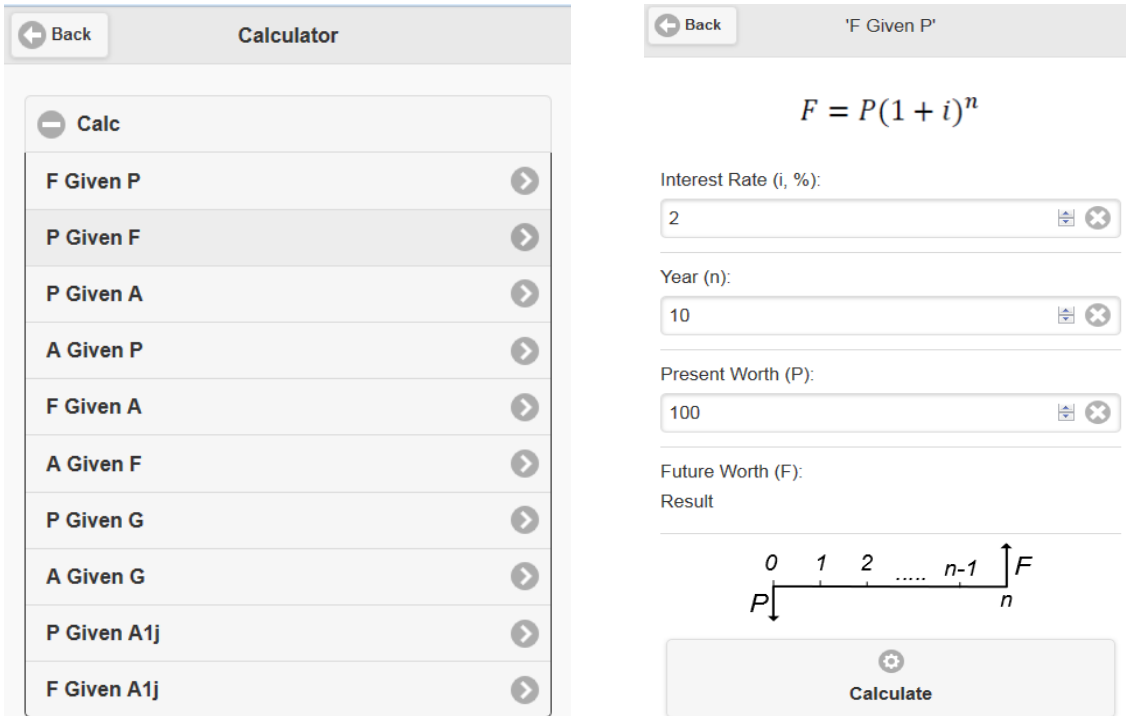 Back
Calculator
Calc
F Given P
P Given F
P Given A
A Given P
F Given A
A Given F
P Given G
A Given G
P Given A1j
F Given A1j
Back
'F Given P'
F = P(1 + i)ⁿ
Interest Rate (i, %):
2
Year (n):
10
Present Worth (P):
100
Future Worth (F):
Result
0 1 2 ..... n-1 F
P n
Calculate